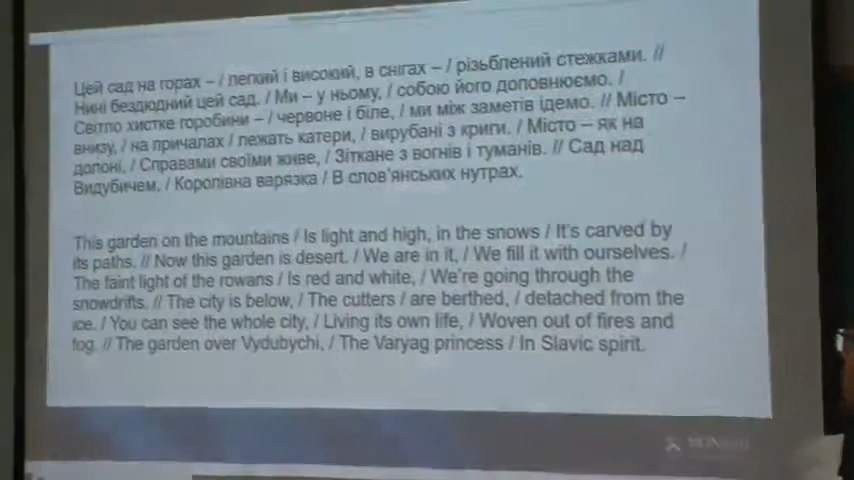 Цей сад на горах – / легкий і високий, в снігах – / різьблений стежками. //
Нині бездюдний цей сад. / Ми – у ньому, / собою його доповнюємо. /
Світло хистке горобини – / червоне і біле, / ми між заметів ідемо. // Місто –
внизу, / на причалах / лежать катери, / вирубані з криги. / Місто – як на
долоні, / Справами своїми живе, / Зіткане з вогнів і туманів. // Сад над
Видубичем, / Королівна варязка / В слов'янських нутрах.
This garden on the mountains / Is light and high, in the snows / It's carved by
its paths. // Now this garden is desert. / We are in it, / We fill it with ourselves. /
The faint light of the rowans / Is red and white, / We're going through the
snowdrifts. // The city is below, / The cutters / are berthed, / detached from the
ice. / You can see the whole city, / Living its own life, / Woven out of fires and
fog. // The garden over Vydubychi, / The Varyag princess / In Slavic spirit.